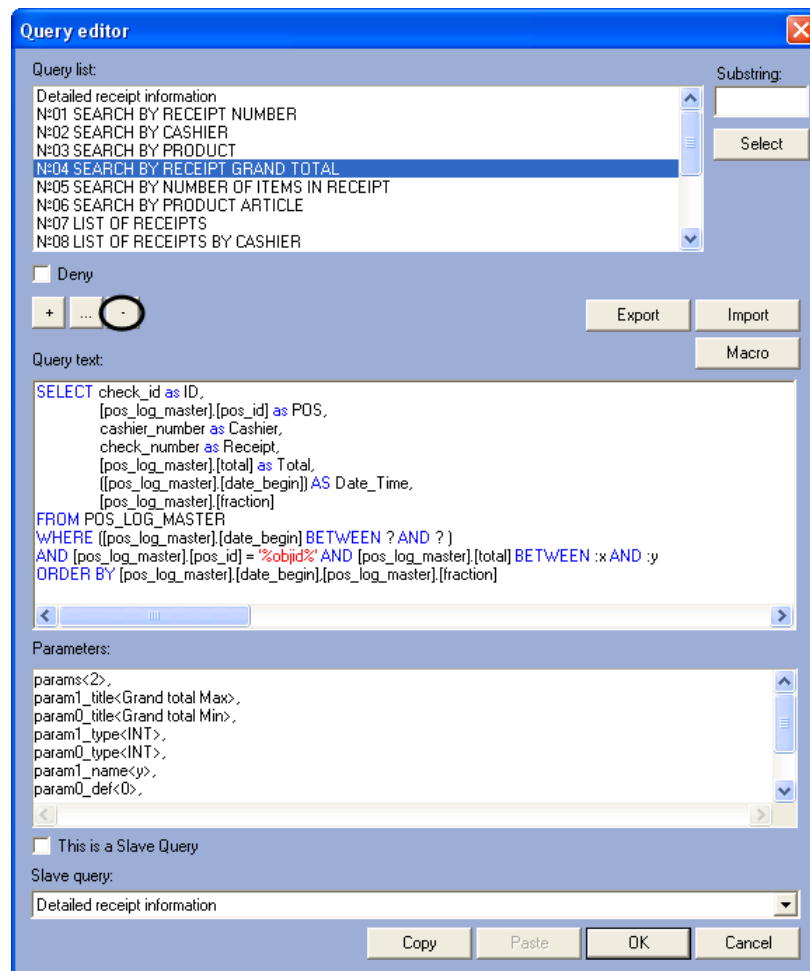 Query editor
Query list:
Substring:
Detailed receipt information
№01 SEARCH BY RECEIPT NUMBER
№02 SEARCH BY CASHIER
№03 SEARCH BY PRODUCT
№04 SEARCH BY RECEIPT GRAND TOTAL
№05 SEARCH BY NUMBER OF ITEMS IN RECEIPT
№06 SEARCH BY PRODUCT ARTICLE
№07 LIST OF RECEIPTS
№08 LIST OF RECEIPTS BY CASHIER
Select
Deny
+ ... -
Export
Import
Macro
Query text:
SELECT check_id as ID,
[pos_log_master].[pos_id] as POS,
cashier_number as Cashier,
check_number as Receipt,
[pos_log_master].[total] as Total,
([pos_log_master].[date_begin]) AS Date_Time,
[pos_log_master].[fraction]
FROM POS_LOG_MASTER
WHERE ([pos_log_master].[date_begin] BETWEEN ? AND ? )
AND [pos_log_master].[pos_id] = '%objid%' AND [pos_log_master].[total] BETWEEN :x AND :y
ORDER BY [pos_log_master].[date_begin],[pos_log_master].[fraction]
Parameters:
params<2>,
param1_title<Grand total Max>,
param0_title<Grand total Min>,
param1_type<INT>,
param0_type<INT>,
param1_name<y>,
param0_def<0>,
This is a Slave Query
Slave query:
Detailed receipt information
Copy
Paste
OK
Cancel